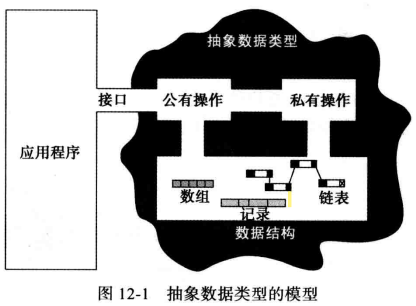 抽象数据类型
接口
公有操作
私有操作
应用程序
数组
链表
记录
数据结构
图 12-1 抽象数据类型的模型